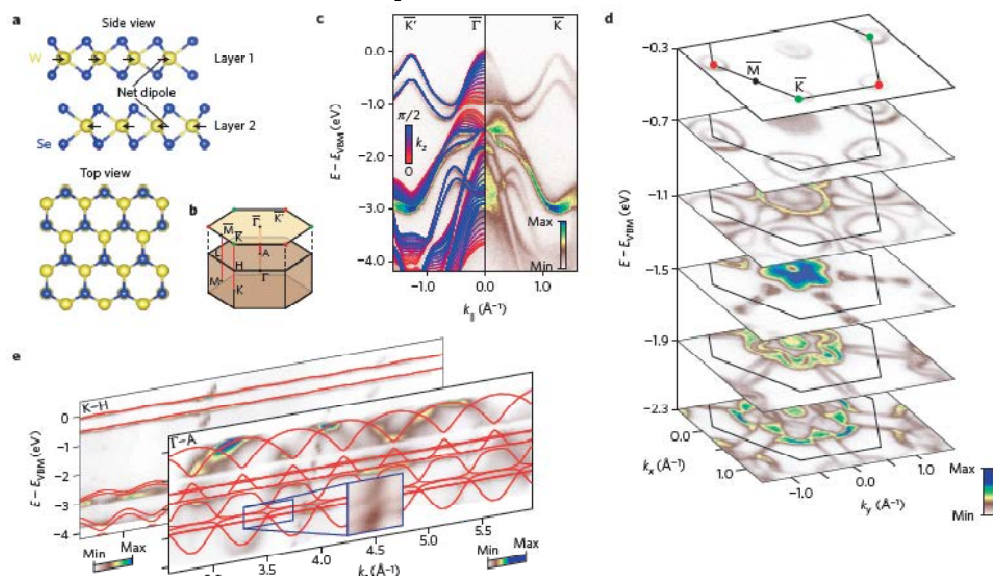 a
Side view
W
Layer 1
Net dipole
Layer 2
Se
Top view
b
M K̅ Γ̅ K̅′
L H A
M K Γ
c
K̅′ Γ̅ K̅
0.0
−1.0
−2.0
−3.0
−4.0
E − E_VBM (eV)
π/2
k_z
0
Max
Min
−1.0 0.0 1.0
k_∥ (Å⁻¹)
d
−0.3
M̅
K̅
−0.7
−1.1
−1.5
−1.9
−2.3
E − E_VBM (eV)
0.0
1.0
k_x (Å⁻¹)
−1.0
0.0
1.0
k_y (Å⁻¹)
Max
Min
e
K–H
Γ–A
0
−1
−2
−3
−4
E − E_VBM (eV)
Min Max
3.5 4.0 4.5 5.0 5.5
(Å⁻¹)
Min Max